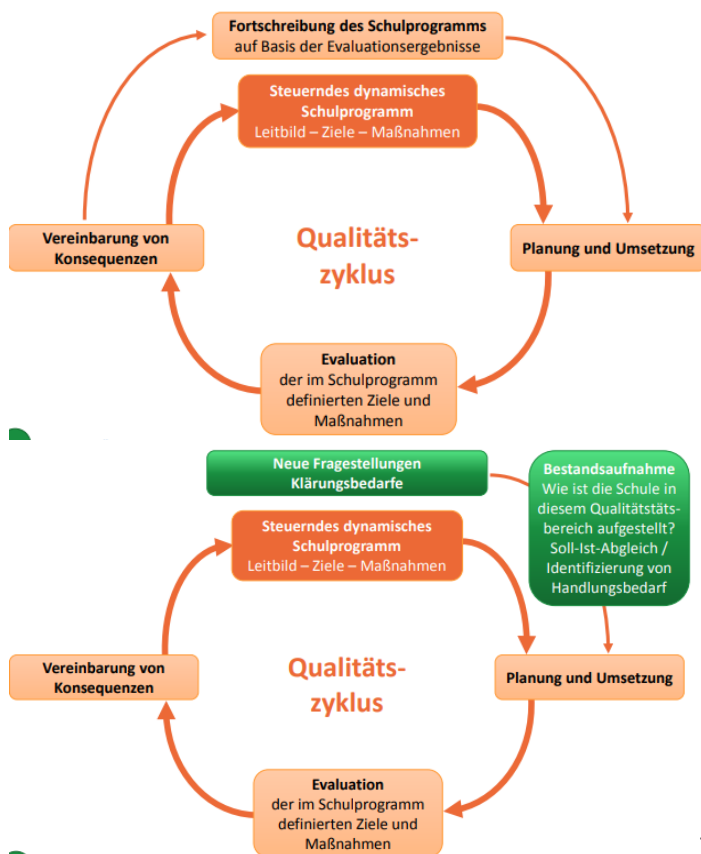 Fortschreibung des Schulprogramms
auf Basis der Evaluationsergebnisse
Steuerndes dynamisches
Schulprogramm
Leitbild – Ziele – Maßnahmen
Vereinbarung von
Konsequenzen
Qualitäts-
zyklus
Planung und Umsetzung
Evaluation
der im Schulprogramm
definierten Ziele und
Maßnahmen
Neue Fragestellungen
Klärungsbedarfe
Bestandsaufnahme
Wie ist die Schule in
diesem Qualitätstäts-
bereich aufgestellt?
Soll-Ist-Abgleich /
Identifizierung von
Handlungsbedarf
Steuerndes dynamisches
Schulprogramm
Leitbild – Ziele – Maßnahmen
Vereinbarung von
Konsequenzen
Qualitäts-
zyklus
Planung und Umsetzung
Evaluation
der im Schulprogramm
definierten Ziele und
Maßnahmen